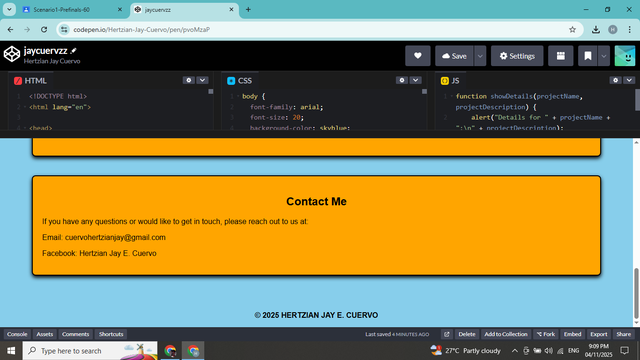 Scenario1-Prefinals-60
jaycuervzz
codepen.io/Hertzian-Jay-Cuervo/pen/pvoMzaP
jaycuervzz
Hertzian Jay Cuervo
Save
Settings
HTML
CSS
JS
1 <!DOCTYPE html>
2 <html lang="en">
3
4 <head>
1 body {
2 font-family: arial;
3 font-size: 20;
4 background-color: skyblue;
1 function showDetails(projectName,
projectDescription) {
2 alert("Details for " + projectName +
":\n" + projectDescription);
Contact Me
If you have any questions or would like to get in touch, please reach out to us at:
Email: cuervohertzianjay@gmail.com
Facebook: Hertzian Jay E. Cuervo
© 2025 HERTZIAN JAY E. CUERVO
Console Assets Comments Shortcuts
Last saved 4 MINUTES AGO
Delete Add to Collection Fork Embed Export Share
Type here to search
27°C Partly cloudy
9:09 PM
04/11/2025